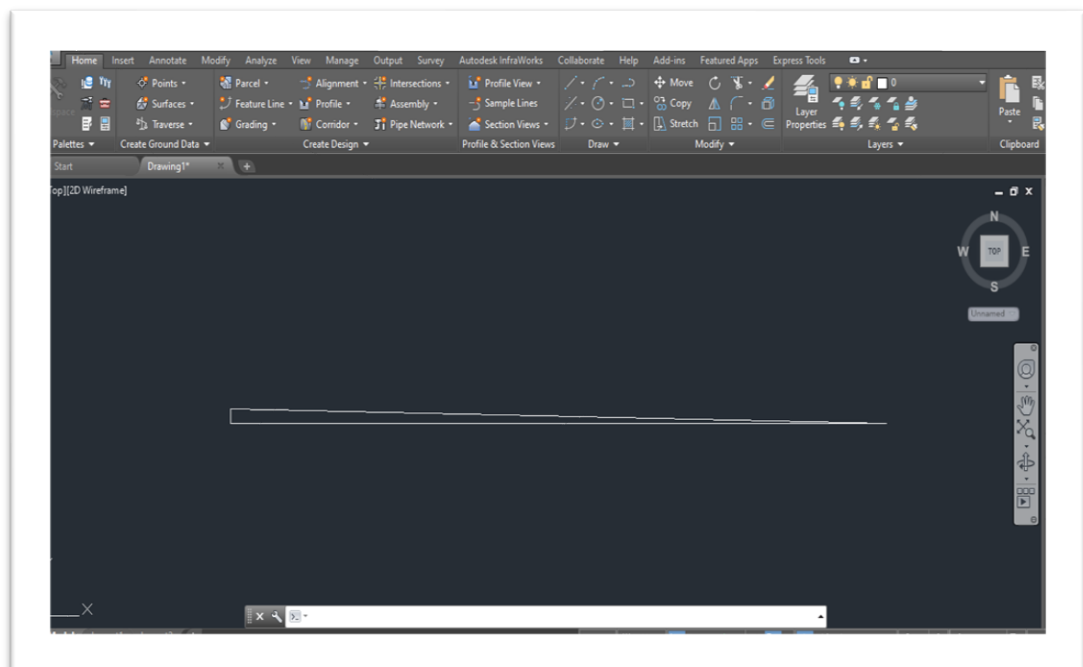 Home Insert Annotate Modify Analyze View Manage Output Survey Autodesk InfraWorks Collaborate Help Add-ins Featured Apps Express Tools
Points Parcel Alignment Intersections Profile View Move 0
Surfaces Feature Line Profile Assembly Sample Lines Copy Layer Properties Paste
Traverse Grading Corridor Pipe Network Section Views Stretch
Palettes Create Ground Data Create Design Profile & Section Views Draw Modify Layers Clipboard
Start Drawing1*
Top][2D Wireframe]
N
W TOP E
S
Unnamed
X